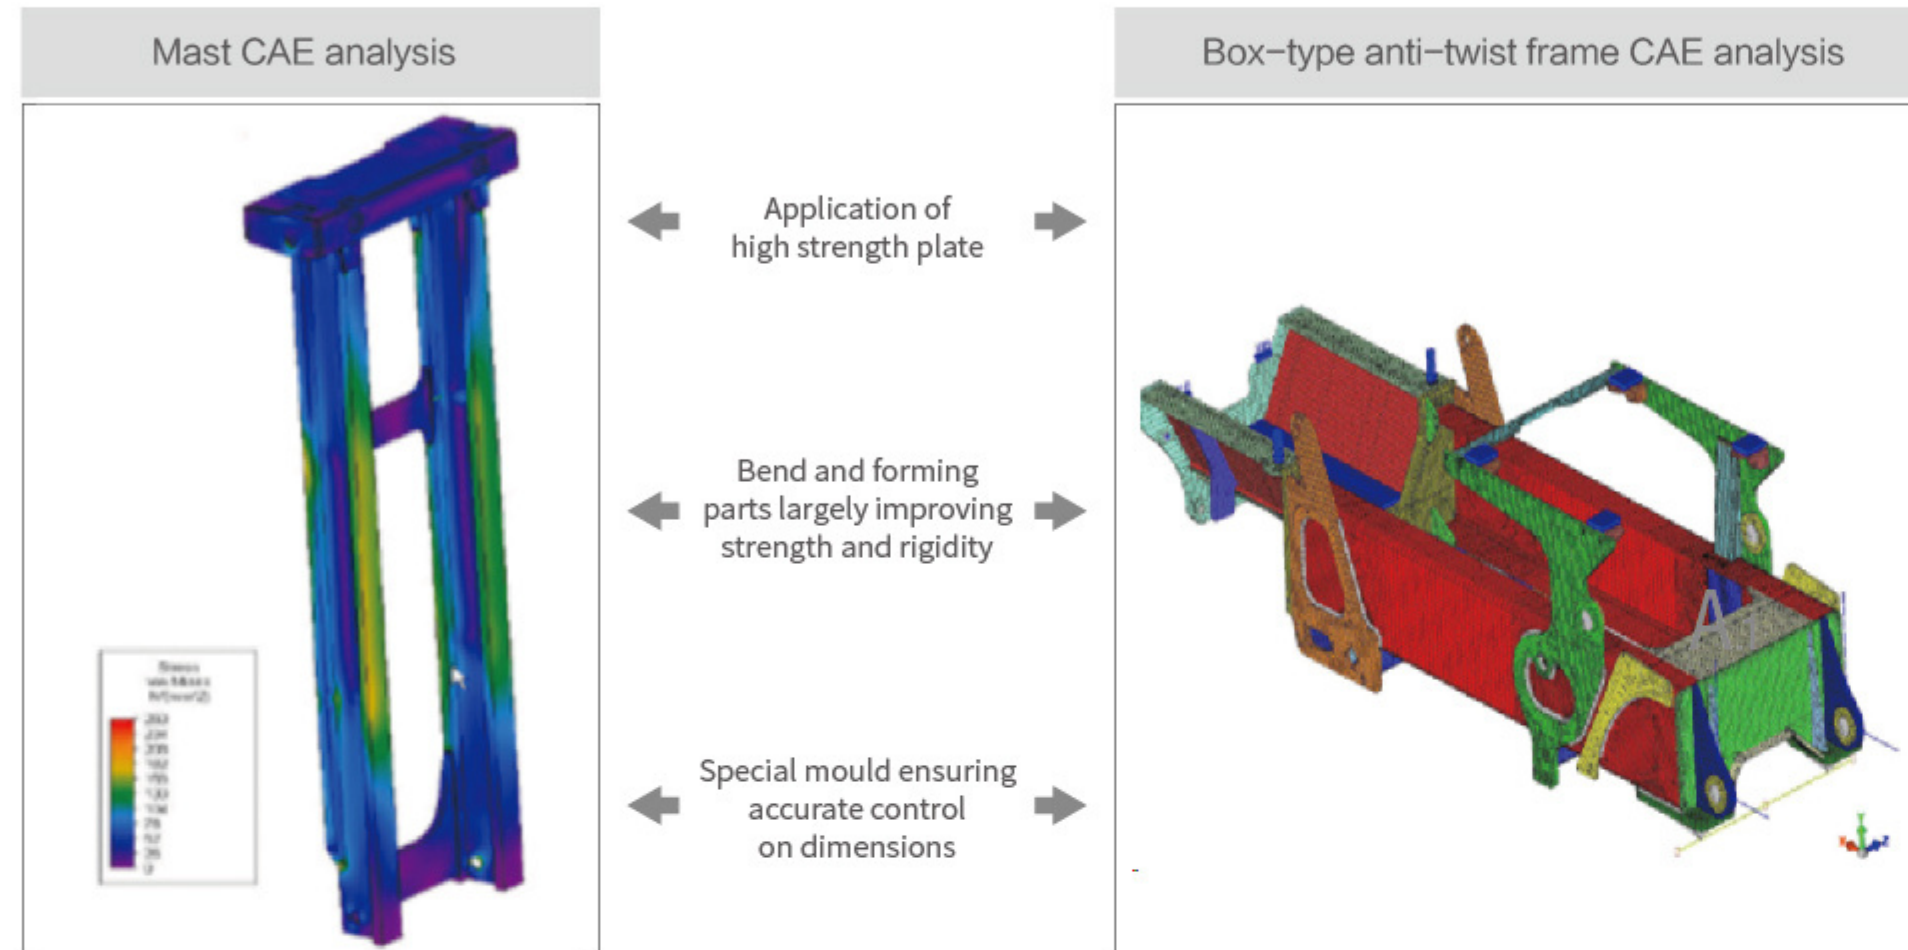 Mast CAE analysis
Box-type anti-twist frame CAE analysis
Application of
high strength plate
Bend and forming
parts largely improving
strength and rigidity
Special mould ensuring
accurate control
on dimensions